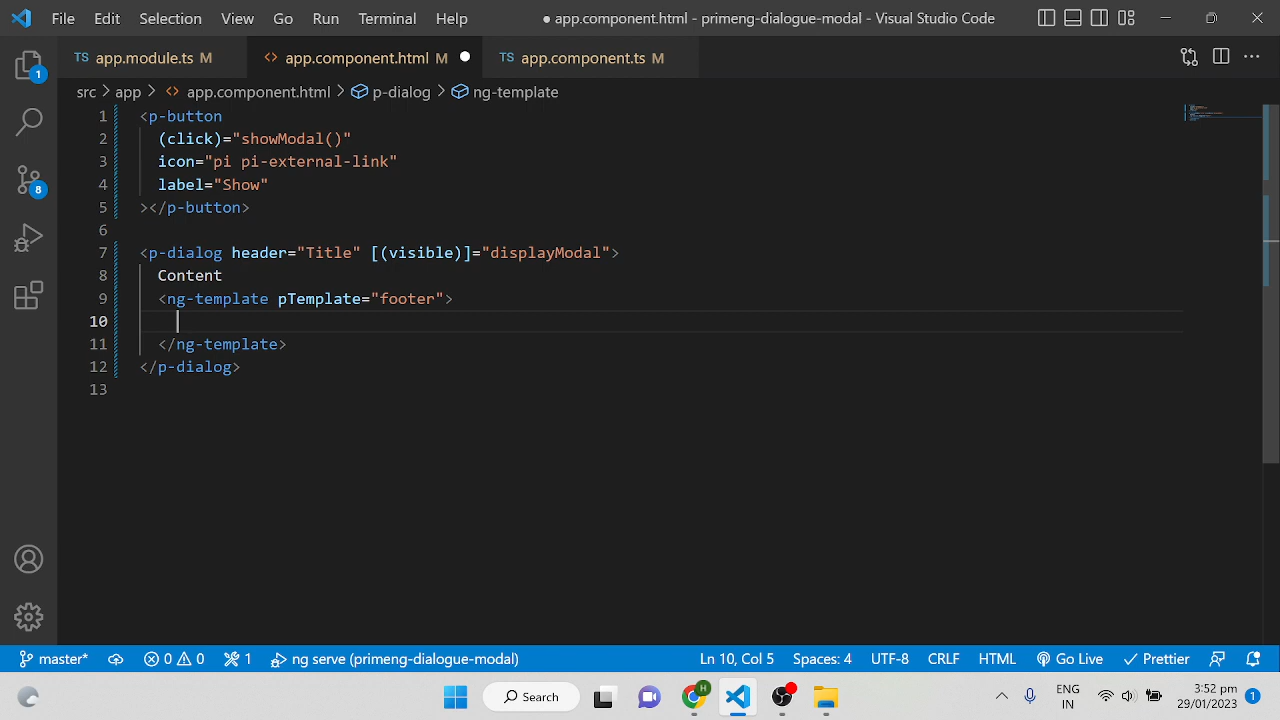 File Edit Selection View Go Run Terminal Help ● app.component.html - primeng-dialogue-modal - Visual Studio Code
TS app.module.ts M <> app.component.html M ● TS app.component.ts M
src > app > <> app.component.html > p-dialog > ng-template
1 <p-button
2 (click)="showModal()"
3 icon="pi pi-external-link"
4 label="Show"
5 ></p-button>
6
7 <p-dialog header="Title" [(visible)]="displayModal">
8 Content
9 <ng-template pTemplate="footer">
10
11 </ng-template>
12 </p-dialog>
13
1
8
master* 0 0 1 ng serve (primeng-dialogue-modal) Ln 10, Col 5 Spaces: 4 UTF-8 CRLF HTML Go Live Prettier
Search H ENG IN 3:52 pm 29/01/2023 1